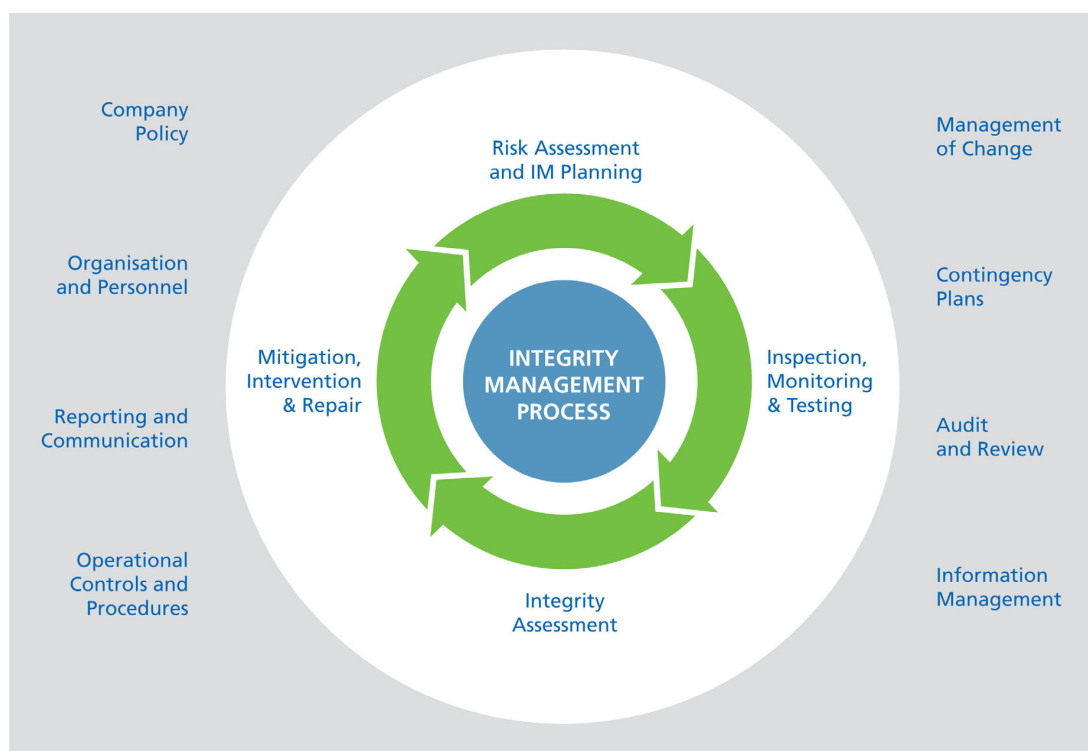 Company
Policy
Organisation
and Personnel
Reporting and
Communication
Operational
Controls and
Procedures
Risk Assessment
and IM Planning
Mitigation,
Intervention
& Repair
INTEGRITY
MANAGEMENT
PROCESS
Inspection,
Monitoring
& Testing
Integrity
Assessment
Management
of Change
Contingency
Plans
Audit
and Review
Information
Management